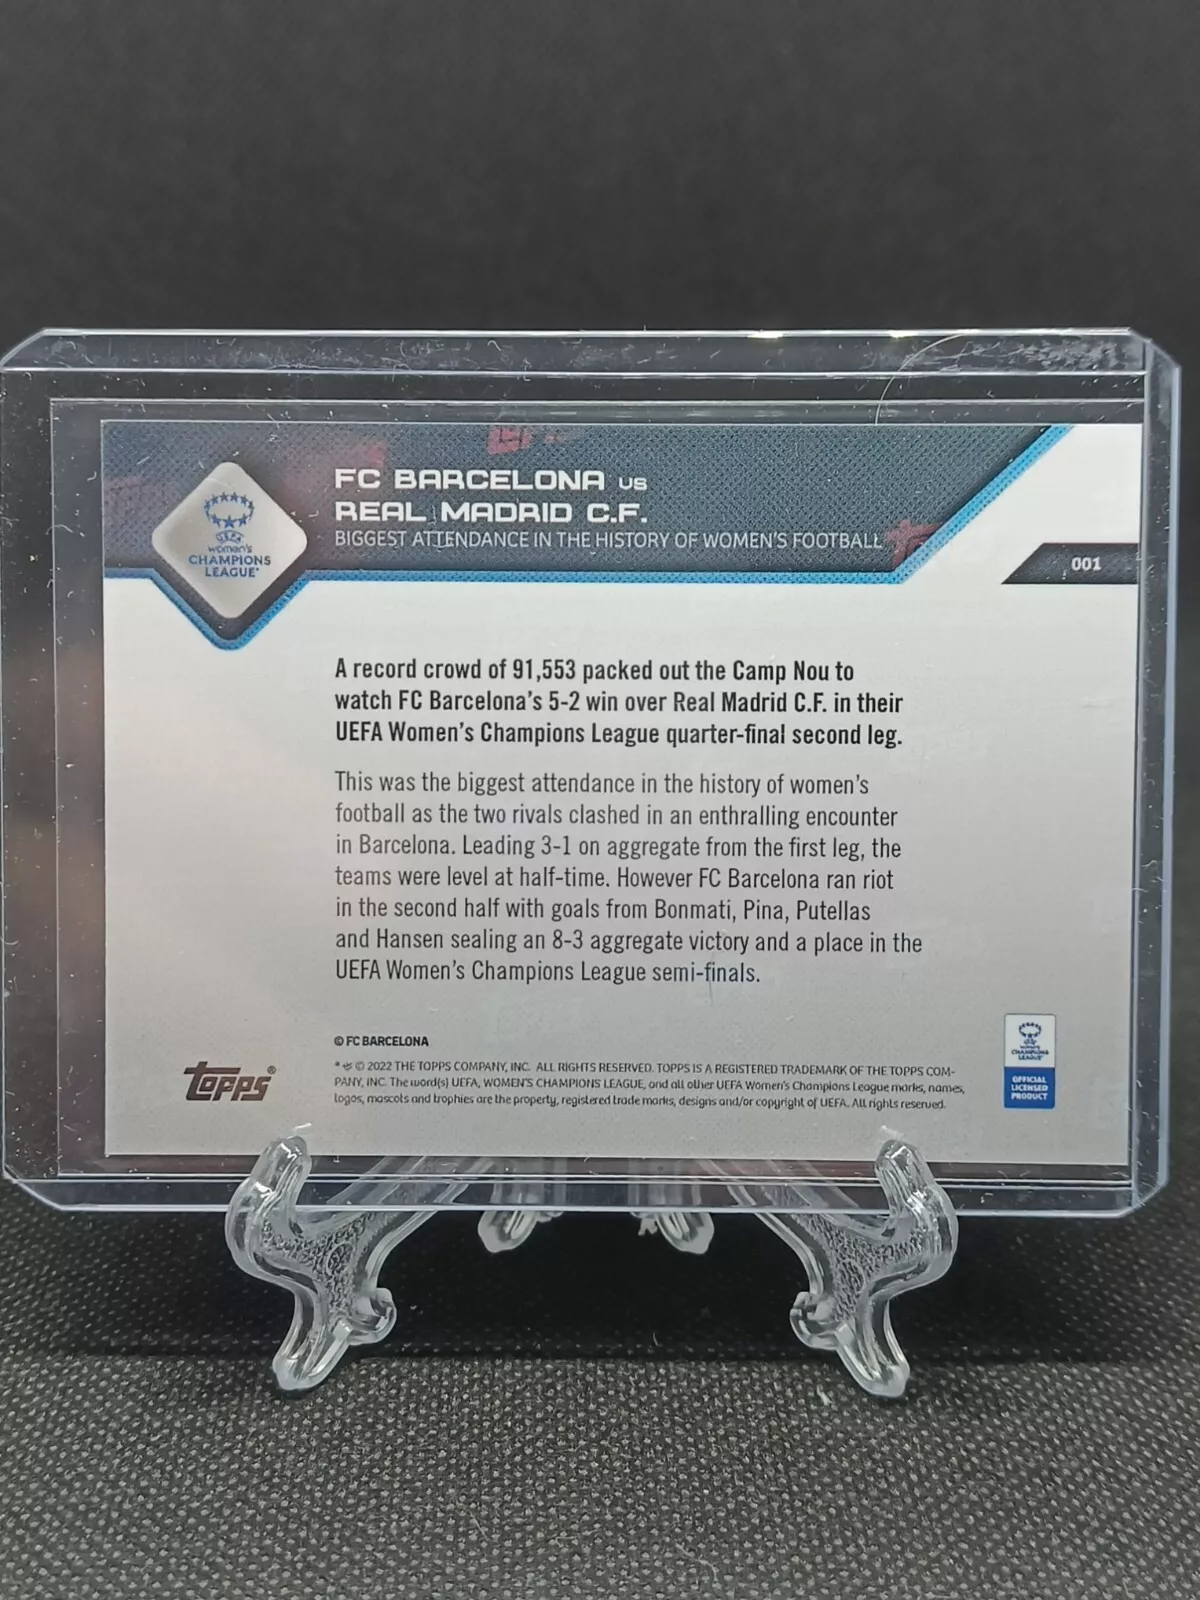 FC BARCELONA VS
REAL MADRID C.F.
BIGGEST ATTENDANCE IN THE HISTORY OF WOMEN'S FOOTBALL
UEFA
women's
CHAMPIONS
LEAGUE
001
A record crowd of 91,553 packed out the Camp Nou to
watch FC Barcelona's 5-2 win over Real Madrid C.F. in their
UEFA Women's Champions League quarter-final second leg.
This was the biggest attendance in the history of women's
football as the two rivals clashed in an enthralling encounter
in Barcelona. Leading 3-1 on aggregate from the first leg, the
teams were level at half-time. However FC Barcelona ran riot
in the second half with goals from Bonmati, Pina, Putellas
and Hansen sealing an 8-3 aggregate victory and a place in the
UEFA Women's Champions League semi-finals.
© FC BARCELONA
Topps®
* © 2022 THE TOPPS COMPANY, INC. ALL RIGHTS RESERVED. TOPPS IS A REGISTERED TRADEMARK OF THE TOPPS COM-
PANY, INC. The word(s) UEFA, WOMEN'S CHAMPIONS LEAGUE, and all other UEFA Women's Champions League marks, names,
logos, mascots and trophies are the property, registered trade marks, designs and/or copyright of UEFA. All rights reserved.
CHAMPIONS
LEAGUE
OFFICIAL
LICENSED
PRODUCT